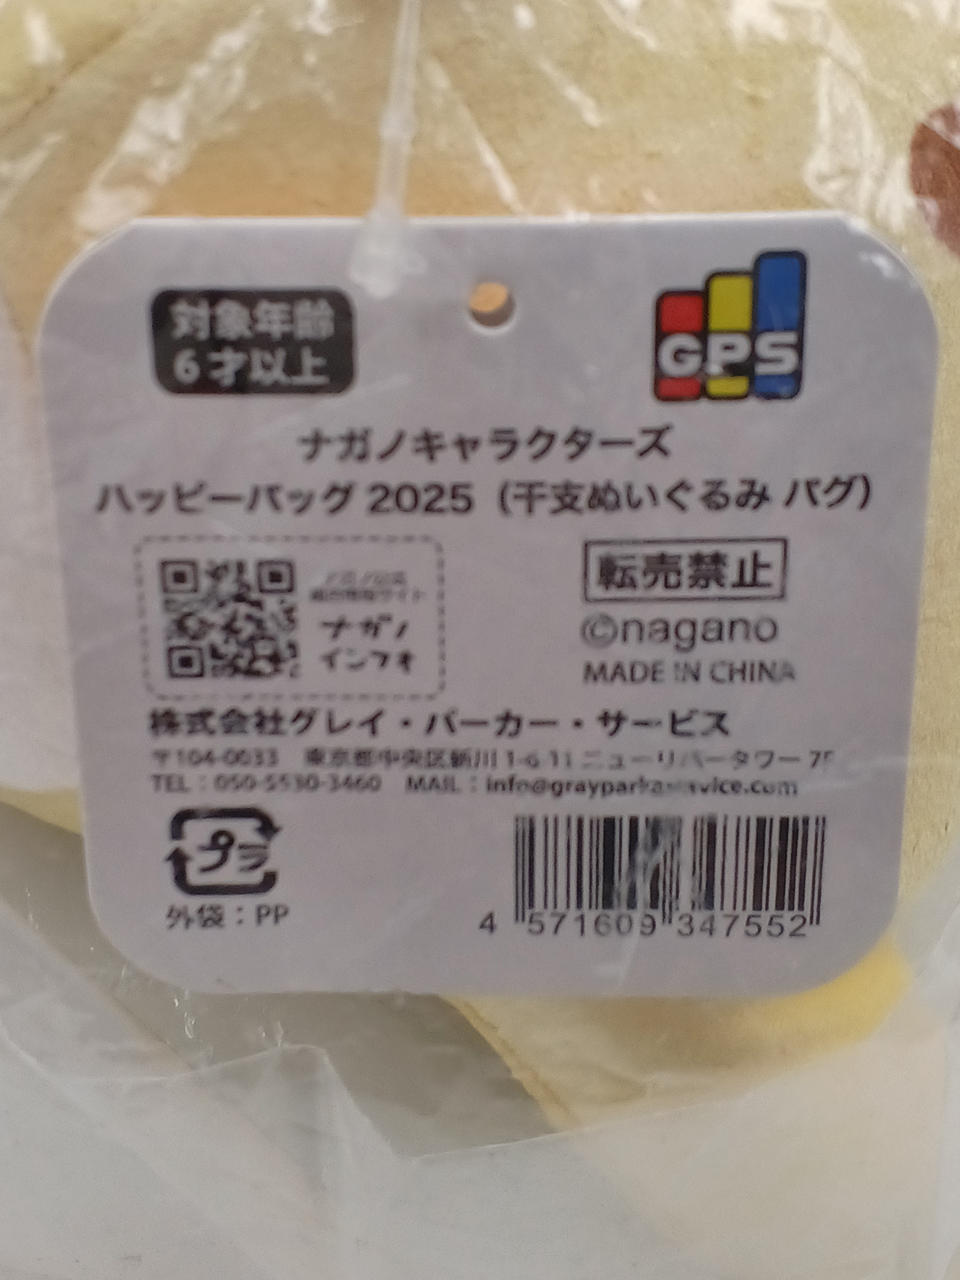 対象年齢
6才以上
GPS
ナガノキャラクターズ
ハッピーバッグ 2025（干支ぬいぐるみ パグ）
ナガノ
インフォ
転売禁止
©nagano
MADE IN CHINA
株式会社グレイ・パーカー・サービス
〒104-0033 東京都中央区新川 1-6-11 ニューリバータワー 7F
TEL：050-5530-3460 MAIL：info@grayparkaservice.com
プラ
外袋：PP
4 571609 347552